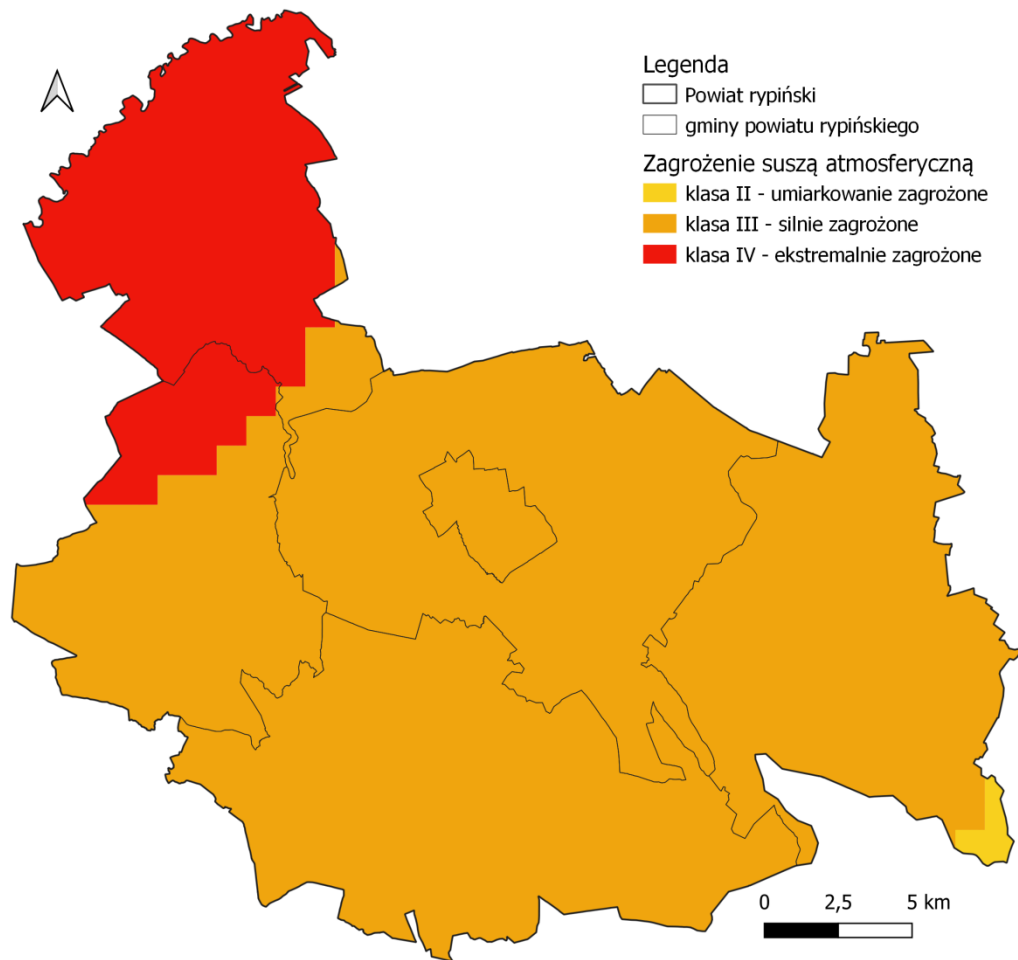 Legenda
Powiat rypiński
gminy powiatu rypińskiego
Zagrożenie suszą atmosferyczną
klasa II - umiarkowanie zagrożone
klasa III - silnie zagrożone
klasa IV - ekstremalnie zagrożone
0 2,5 5 km